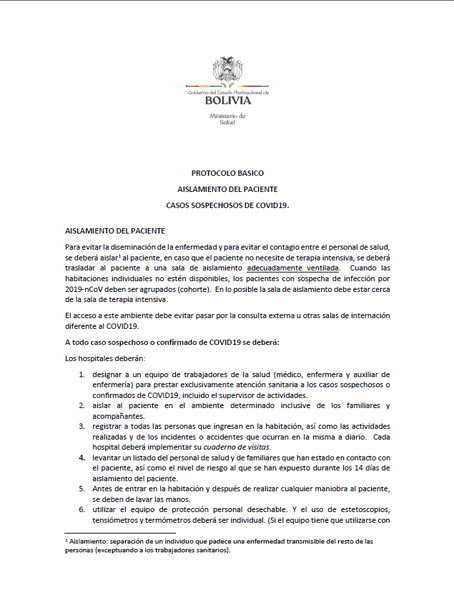 Gobierno del Estado Plurinacional de
BOLIVIA
Ministerio de
Salud
PROTOCOLO BASICO
AISLAMIENTO DEL PACIENTE
CASOS SOSPECHOSOS DE COVID19.
AISLAMIENTO DEL PACIENTE
Para evitar la diseminación de la enfermedad y para evitar el contagio entre el personal de salud,
se deberá aislar¹ al paciente, en caso que el paciente no necesite de terapia intensiva, se deberá
trasladar al paciente a una sala de aislamiento adecuadamente ventilada. Cuando las
habitaciones individuales no estén disponibles, los pacientes con sospecha de infección por
2019-nCoV deben ser agrupados (cohorte). En lo posible la sala de aislamiento debe estar cerca
de la sala de terapia intensiva.
El acceso a este ambiente debe evitar pasar por la consulta externa u otras salas de internación
diferente al COVID19.
A todo caso sospechoso o confirmado de COVID19 se deberá:
Los hospitales deberán:
1. designar a un equipo de trabajadores de la salud (médico, enfermera y auxiliar de
enfermería) para prestar exclusivamente atención sanitaria a los casos sospechosos o
confirmados de COVID19, incluido el supervisor de actividades.
2. aislar al paciente en el ambiente determinado inclusive de los familiares y
acompañantes.
3. registrar a todas las personas que ingresan en la habitación, así como las actividades
realizadas y de los incidentes o accidentes que ocurran en la misma a diario. Cada
hospital deberá implementar su cuaderno de visitas.
4. levantar un listado del personal de salud y de familiares que han estado en contacto con
el paciente, así como el nivel de riesgo al que se han expuesto durante los 14 días de
aislamiento del paciente.
5. Antes de entrar en la habitación y después de realizar cualquier maniobra al paciente,
se deben de lavar las manos.
6. utilizar el equipo de protección personal desechable. Y el uso de estetoscopios,
tensiómetros y termómetros deberá ser individual. (Si el equipo tiene que utilizarse con
¹ Aislamiento: separación de un individuo que padece una enfermedad transmisible del resto de las
personas (exceptuando a los trabajadores sanitarios).